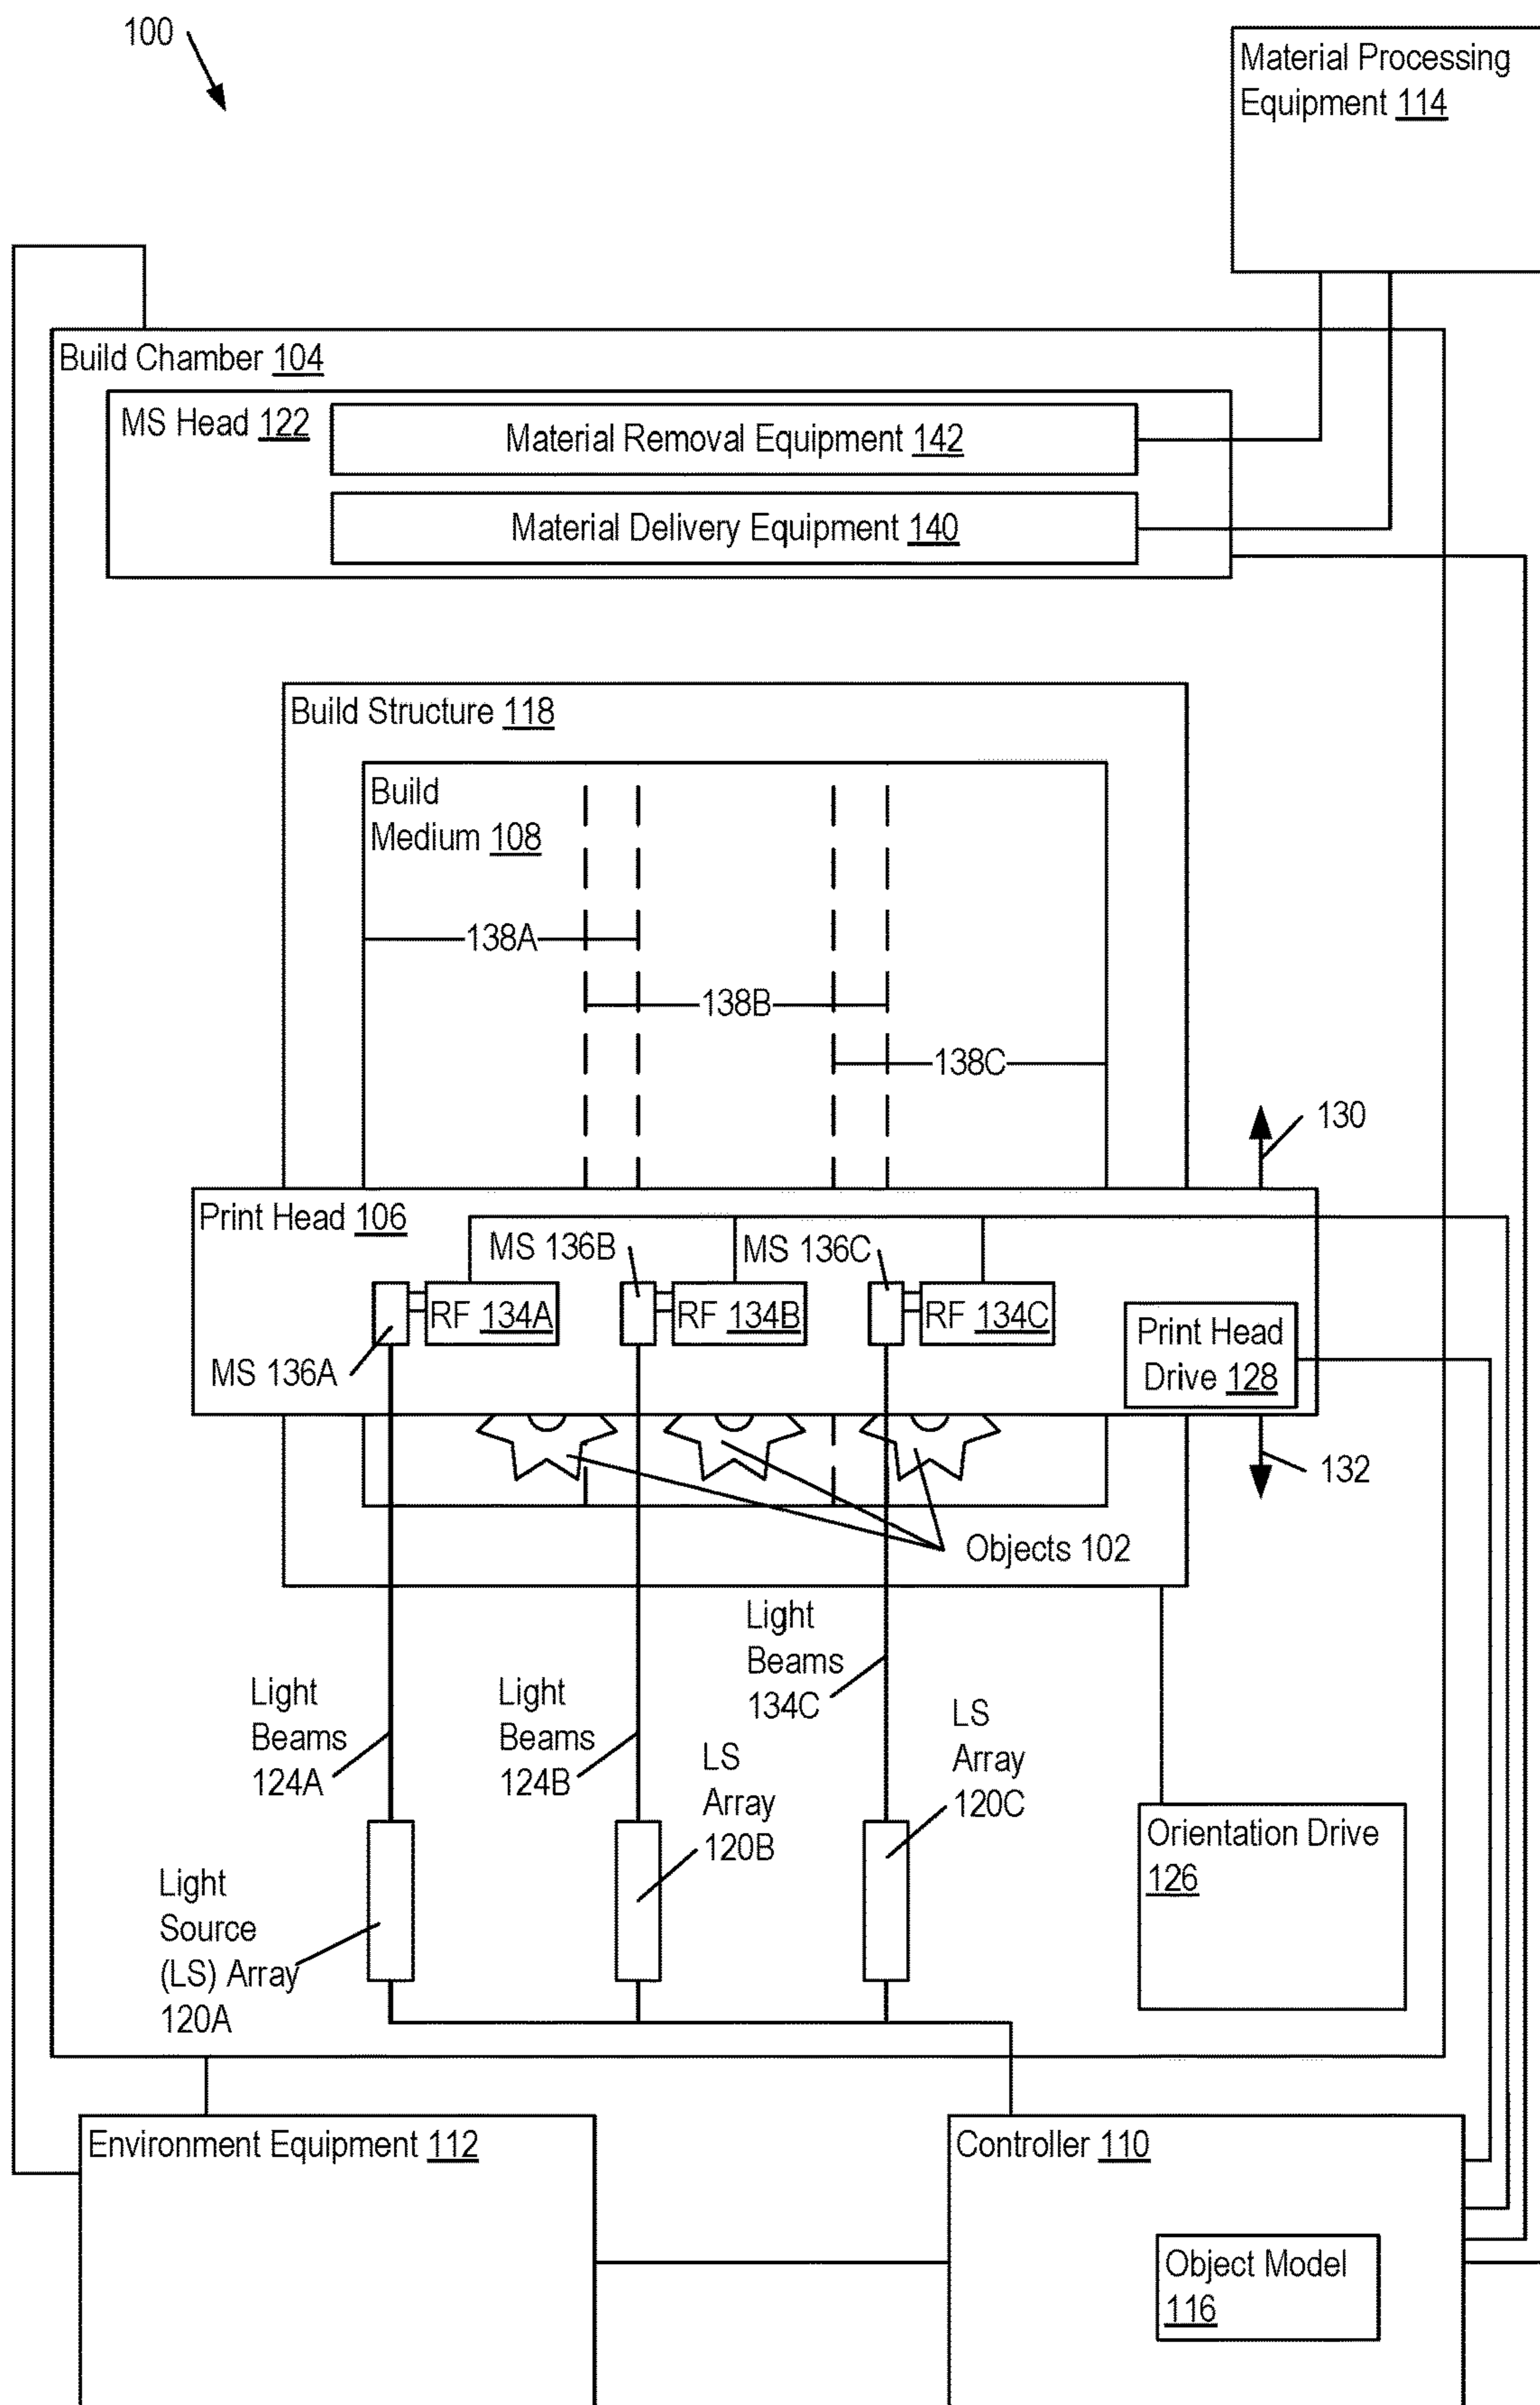 100
Material Processing
Equipment 114
Build Chamber 104
MS Head 122
Material Removal Equipment 142
Material Delivery Equipment 140
Build Structure 118
Build
Medium 108
138A
138B
138C
130
Print Head 106
MS 136B
MS 136C
RF 134A
RF 134B
RF 134C
MS 136A
Print Head
Drive 128
132
Objects 102
Light
Beams
124A
Light
Beams
124B
Light
Beams
134C
LS
Array
120B
LS
Array
120C
Light
Source
(LS) Array
120A
Orientation Drive
126
Environment Equipment 112
Controller 110
Object Model
116